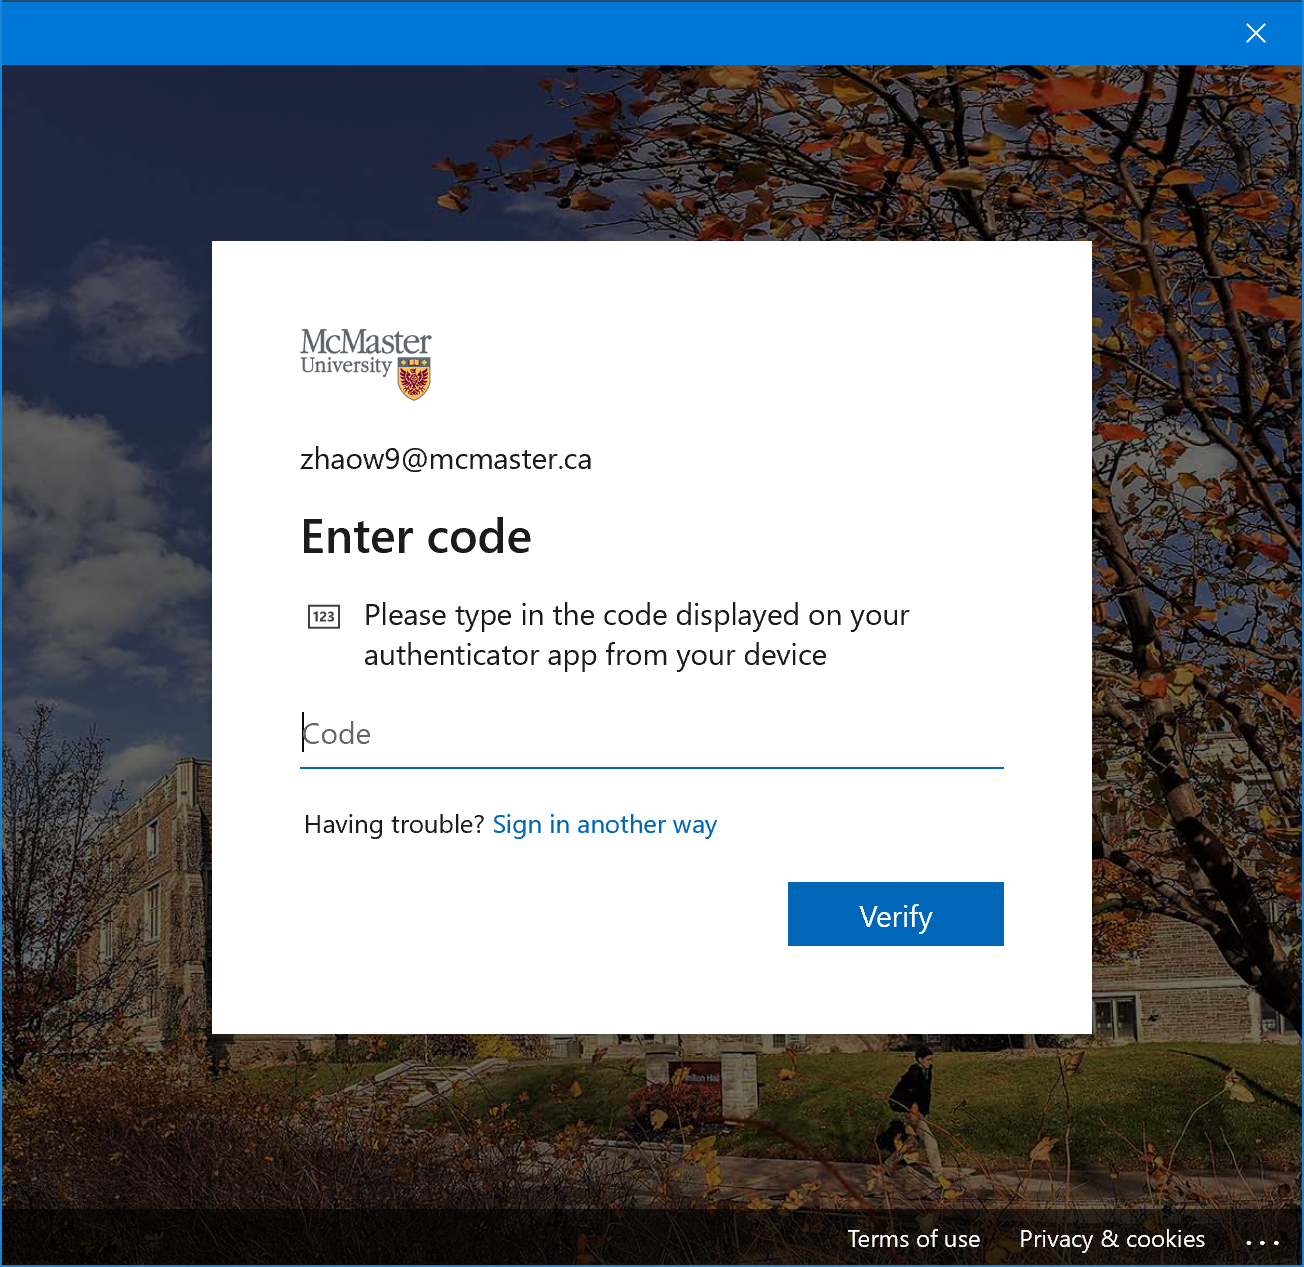 McMaster
University
zhaow9@mcmaster.ca
Enter code
123
Please type in the code displayed on your
authenticator app from your device
Code
Having trouble? Sign in another way
Verify
Hall
Terms of use
Privacy & cookies
...